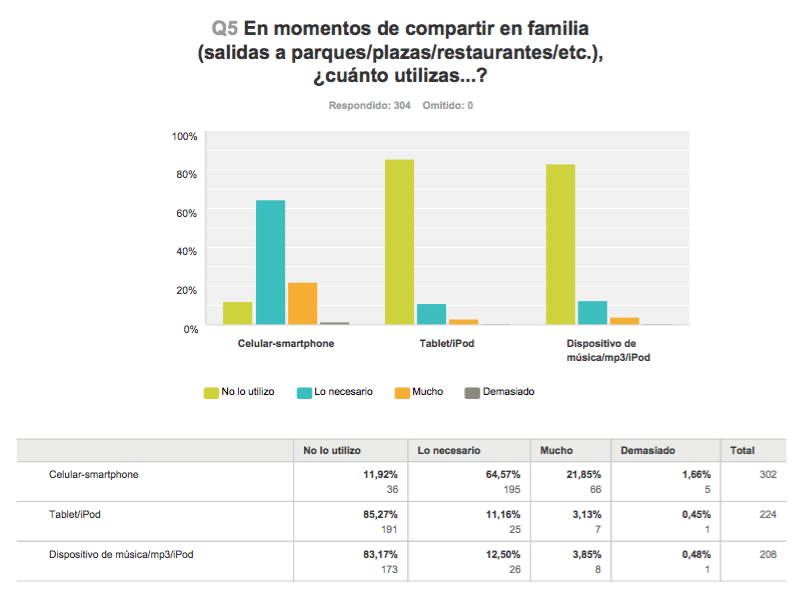 Q5 En momentos de compartir en familia
(salidas a parques/plazas/restaurantes/etc.),
¿cuánto utilizas...?
Respondido: 304 Omitido: 0
100%
80%
60%
40%
20%
0%
Celular-smartphone
Tablet/iPod
Dispositivo de
música/mp3/iPod
No lo utilizo Lo necesario Mucho Demasiado
No lo utilizo Lo necesario Mucho Demasiado Total
Celular-smartphone 11,92% 64,57% 21,85% 1,66% 302
36 195 66 5
Tablet/iPod 85,27% 11,16% 3,13% 0,45% 224
191 25 7 1
Dispositivo de música/mp3/iPod 83,17% 12,50% 3,85% 0,48% 208
173 26 8 1